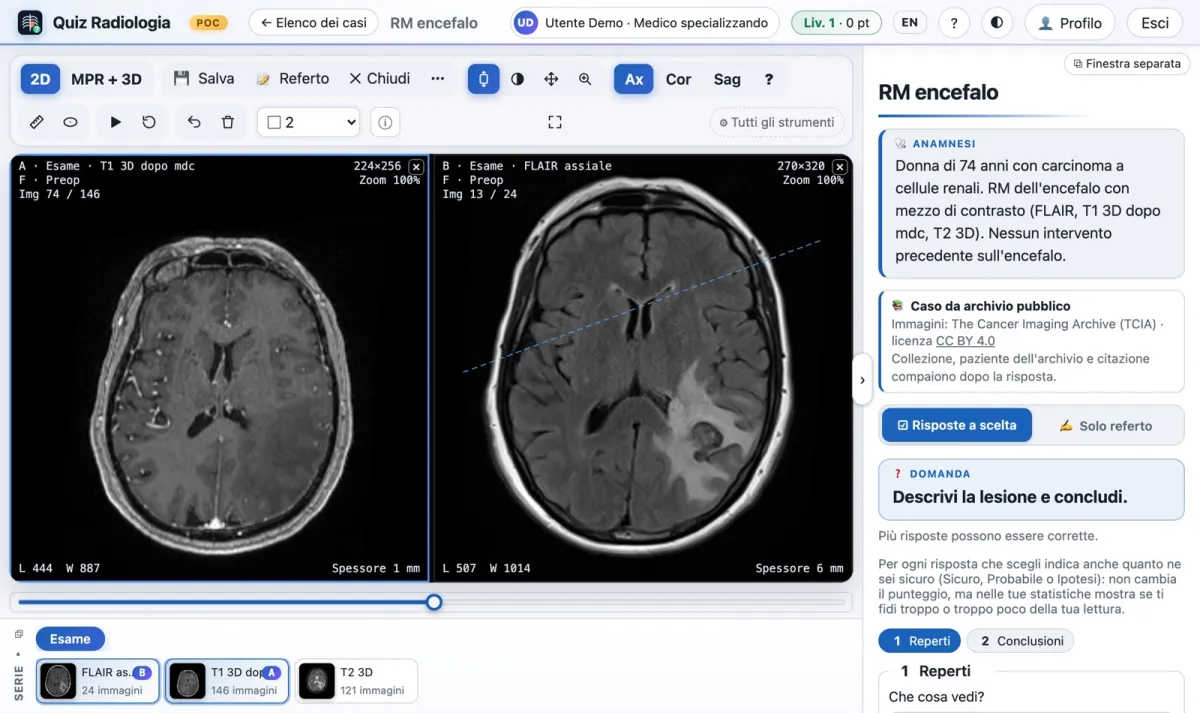 Quiz Radiologia POC ← Elenco dei casi RM encefalo UD Utente Demo · Medico specializzando Liv. 1 · 0 pt EN ? Profilo Esci
2D MPR + 3D Salva Referto Chiudi ··· Ax Cor Sag ?
2 Tutti gli strumenti
A · Esame · T1 3D dopo mdc
F · Preop
Img 74 / 146
224×256
Zoom 100%
L 444 W 887
Spessore 1 mm
B · Esame · FLAIR assiale
F · Preop
Img 13 / 24
270×320
Zoom 100%
L 507 W 1014
Spessore 6 mm
SERIE
Esame
FLAIR as… B
24 immagini
T1 3D dop A
146 immagini
T2 3D
121 immagini
Finestra separata
RM encefalo
ANAMNESI
Donna di 74 anni con carcinoma a
cellule renali. RM dell'encefalo con
mezzo di contrasto (FLAIR, T1 3D dopo
mdc, T2 3D). Nessun intervento
precedente sull'encefalo.
Caso da archivio pubblico
Immagini: The Cancer Imaging Archive (TCIA) ·
licenza CC BY 4.0
Collezione, paziente dell'archivio e citazione
compaiono dopo la risposta.
Risposte a scelta Solo referto
? DOMANDA
Descrivi la lesione e concludi.
Più risposte possono essere corrette.
Per ogni risposta che scegli indica anche quanto ne
sei sicuro (Sicuro, Probabile o Ipotesi): non cambia
il punteggio, ma nelle tue statistiche mostra se ti
fidi troppo o troppo poco della tua lettura.
1 Reperti 2 Conclusioni
1 Reperti
Che cosa vedi?